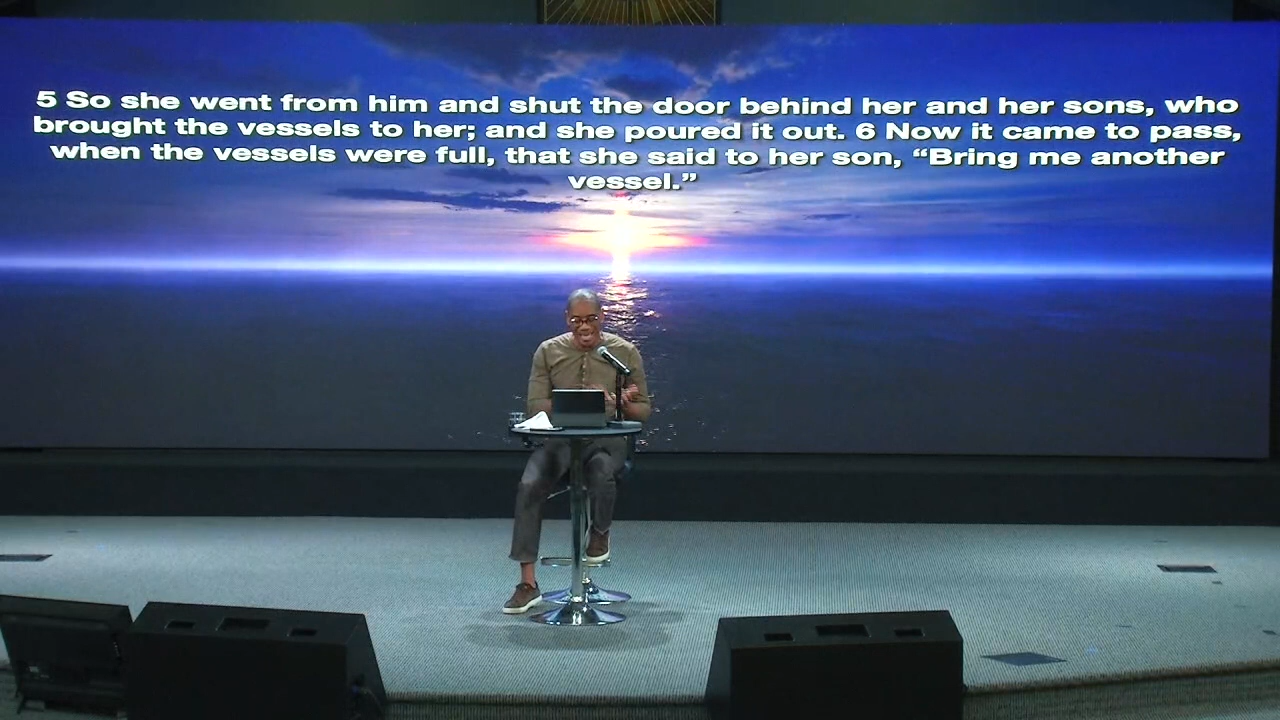 5 So she went from him and shut the door behind her and her sons, who
brought the vessels to her; and she poured it out. 6 Now it came to pass,
when the vessels were full, that she said to her son, “Bring me another
vessel.”